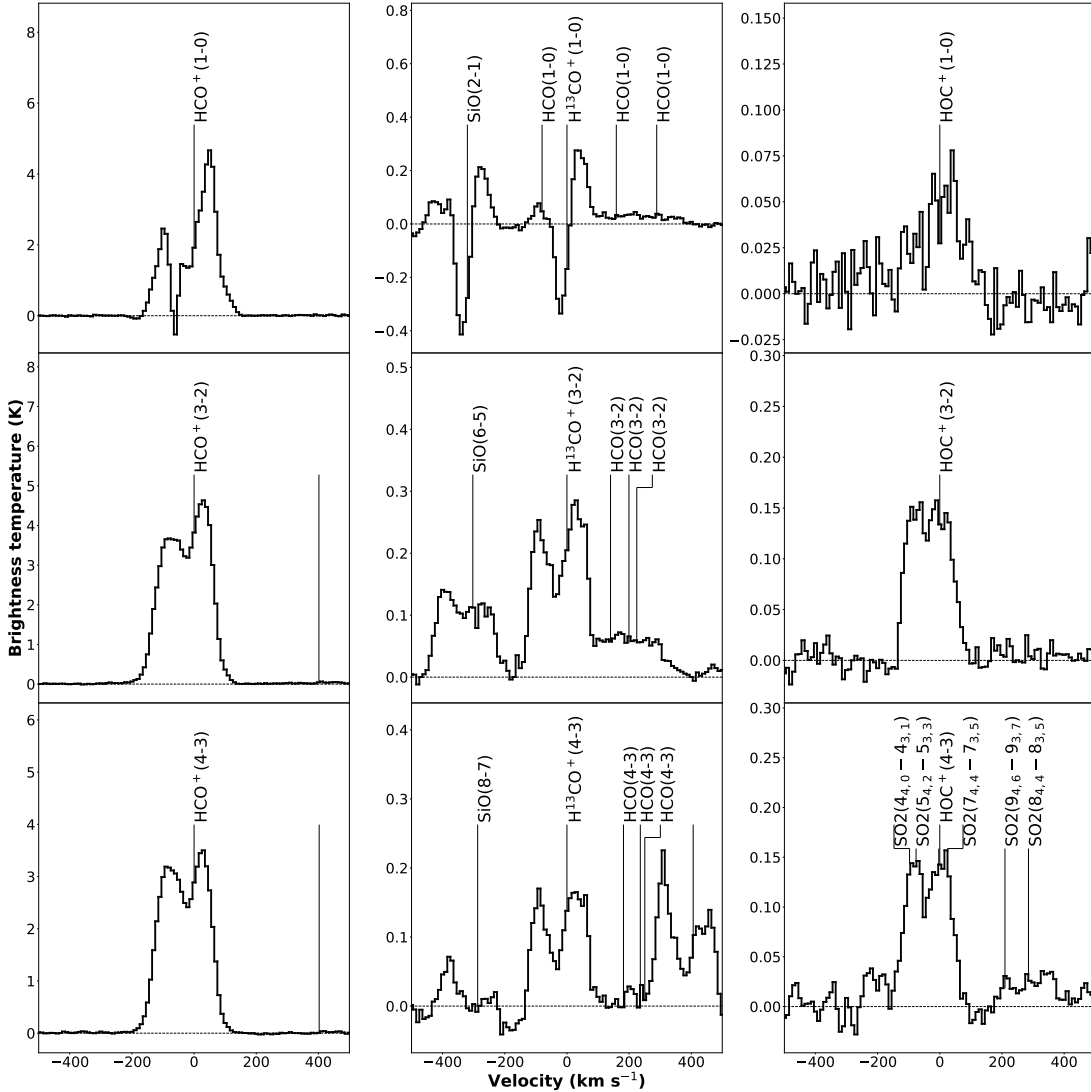 8
6
4
2
0
HCO⁺(1-0)
0.8
0.6
0.4
0.2
0.0
−0.2
−0.4
SiO(2-1)
HCO(1-0)
H¹³CO⁺(1-0)
HCO(1-0)
HCO(1-0)
0.150
0.125
0.100
0.075
0.050
0.025
0.000
−0.025
HOC⁺(1-0)
Brightness temperature (K)
8
7
6
5
4
3
2
1
0
HCO⁺(3-2)
0.5
0.4
0.3
0.2
0.1
0.0
SiO(6-5)
H¹³CO⁺(3-2)
HCO(3-2)
HCO(3-2)
HCO(3-2)
0.30
0.25
0.20
0.15
0.10
0.05
0.00
HOC⁺(3-2)
6
5
4
3
2
1
0
HCO⁺(4-3)
−400
−200
0
200
400
0.4
0.3
0.2
0.1
0.0
SiO(8-7)
H¹³CO⁺(4-3)
HCO(4-3)
HCO(4-3)
HCO(4-3)
−400
−200
0
200
400
Velocity (km s⁻¹)
0.30
0.25
0.20
0.15
0.10
0.05
0.00
SO2(4₄,₀ − 4₃,₁)
SO2(5₄,₂ − 5₃,₃)
HOC⁺(4-3)
SO2(7₄,₄ − 7₃,₅)
SO2(9₄,₆ − 9₃,₇)
SO2(8₄,₄ − 8₃,₅)
−400
−200
0
200
400